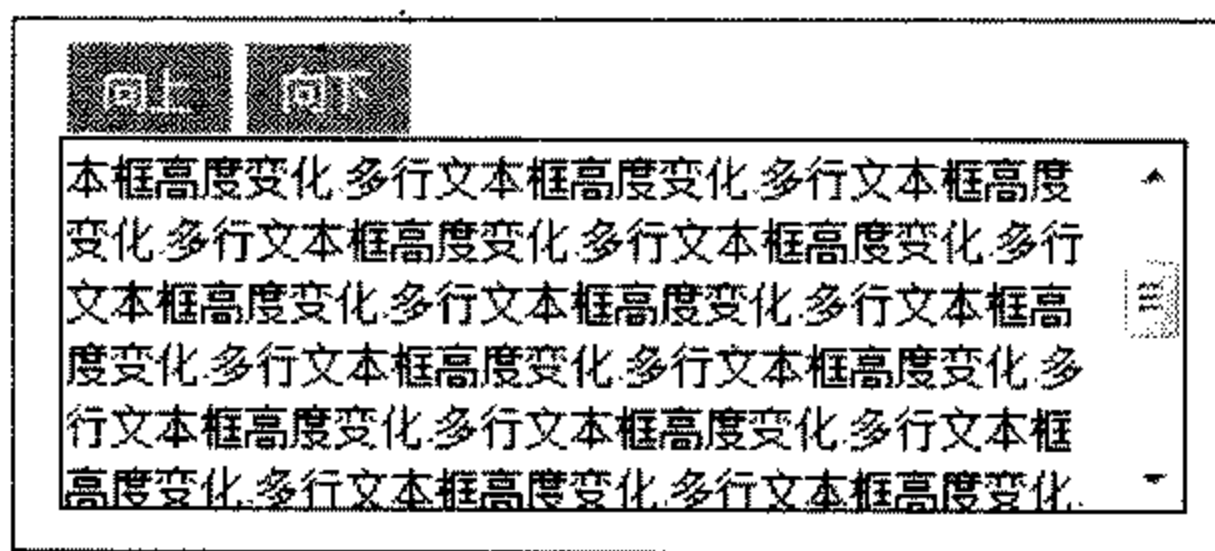 向上 向下
本框高度变化.多行文本框高度变化.多行文本框高度
变化.多行文本框高度变化.多行文本框高度变化.多行
文本框高度变化.多行文本框高度变化.多行文本框高
度变化.多行文本框高度变化.多行文本框高度变化.多
行文本框高度变化.多行文本框高度变化.多行文本框
高度变化.多行文本框高度变化.多行文本框高度变化.